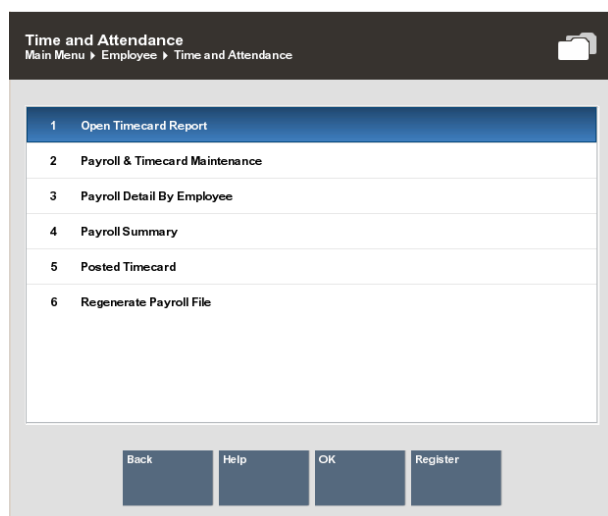 Time and Attendance
Main Menu ▸ Employee ▸ Time and Attendance
1 Open Timecard Report
2 Payroll & Timecard Maintenance
3 Payroll Detail By Employee
4 Payroll Summary
5 Posted Timecard
6 Regenerate Payroll File
Back Help OK Register